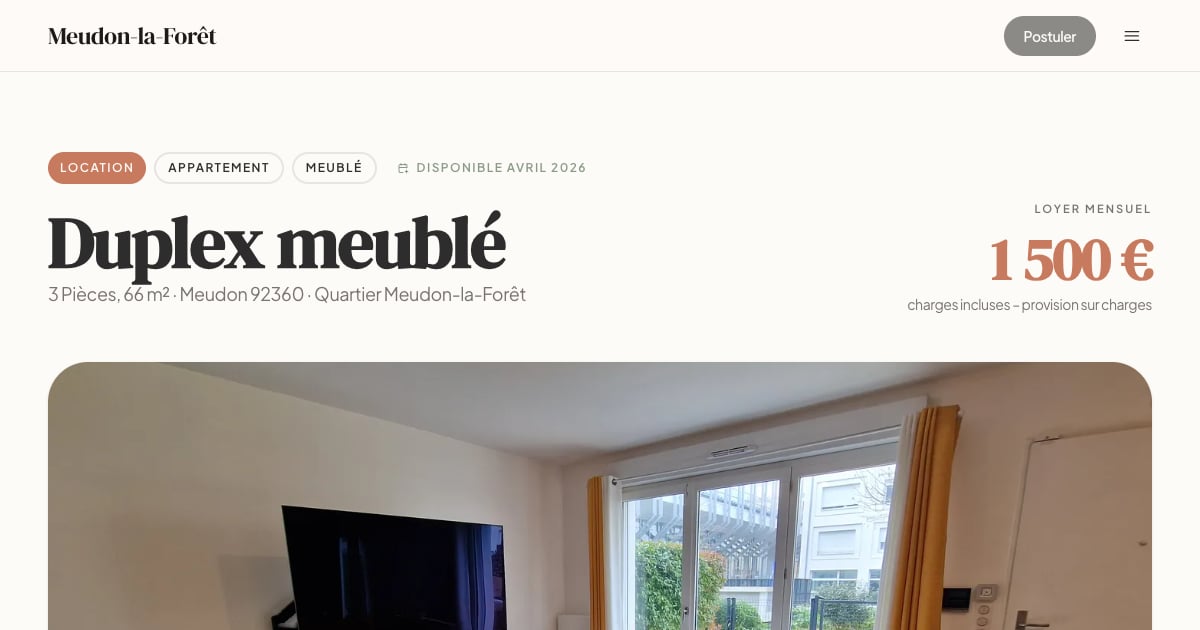 Meudon-la-Forêt
Postuler
LOCATION
APPARTEMENT
MEUBLÉ
DISPONIBLE AVRIL 2026
Duplex meublé
3 Pièces, 66 m² · Meudon 92360 · Quartier Meudon-la-Forêt
LOYER MENSUEL
1 500 €
charges incluses – provision sur charges